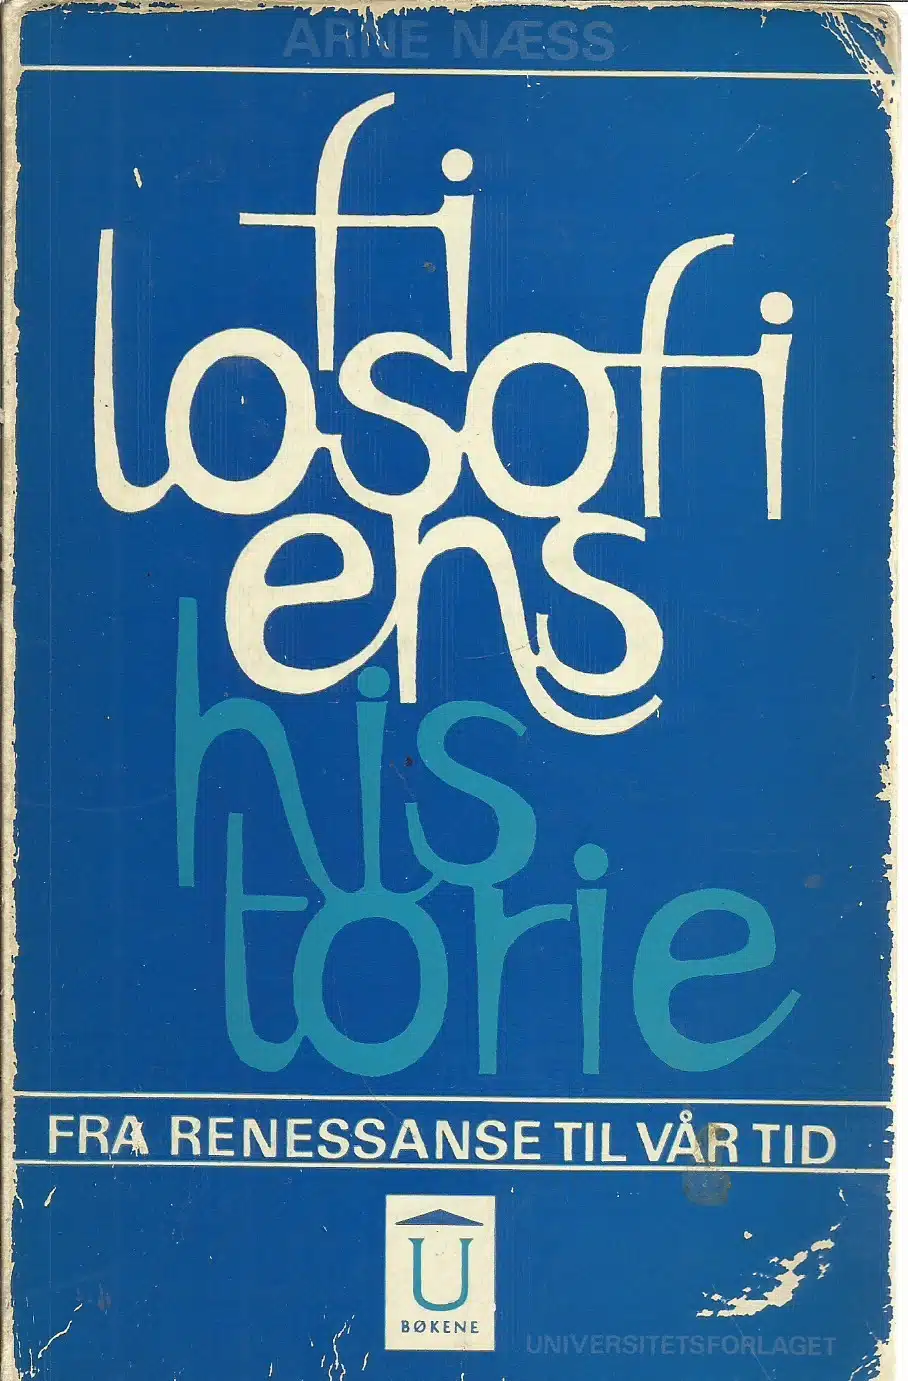 ARNE NÆSS
fi
losofi
ens
his
torie
FRA RENESSANSE TIL VÅR TID
U
BØKENE
UNIVERSITETSFORLAGET